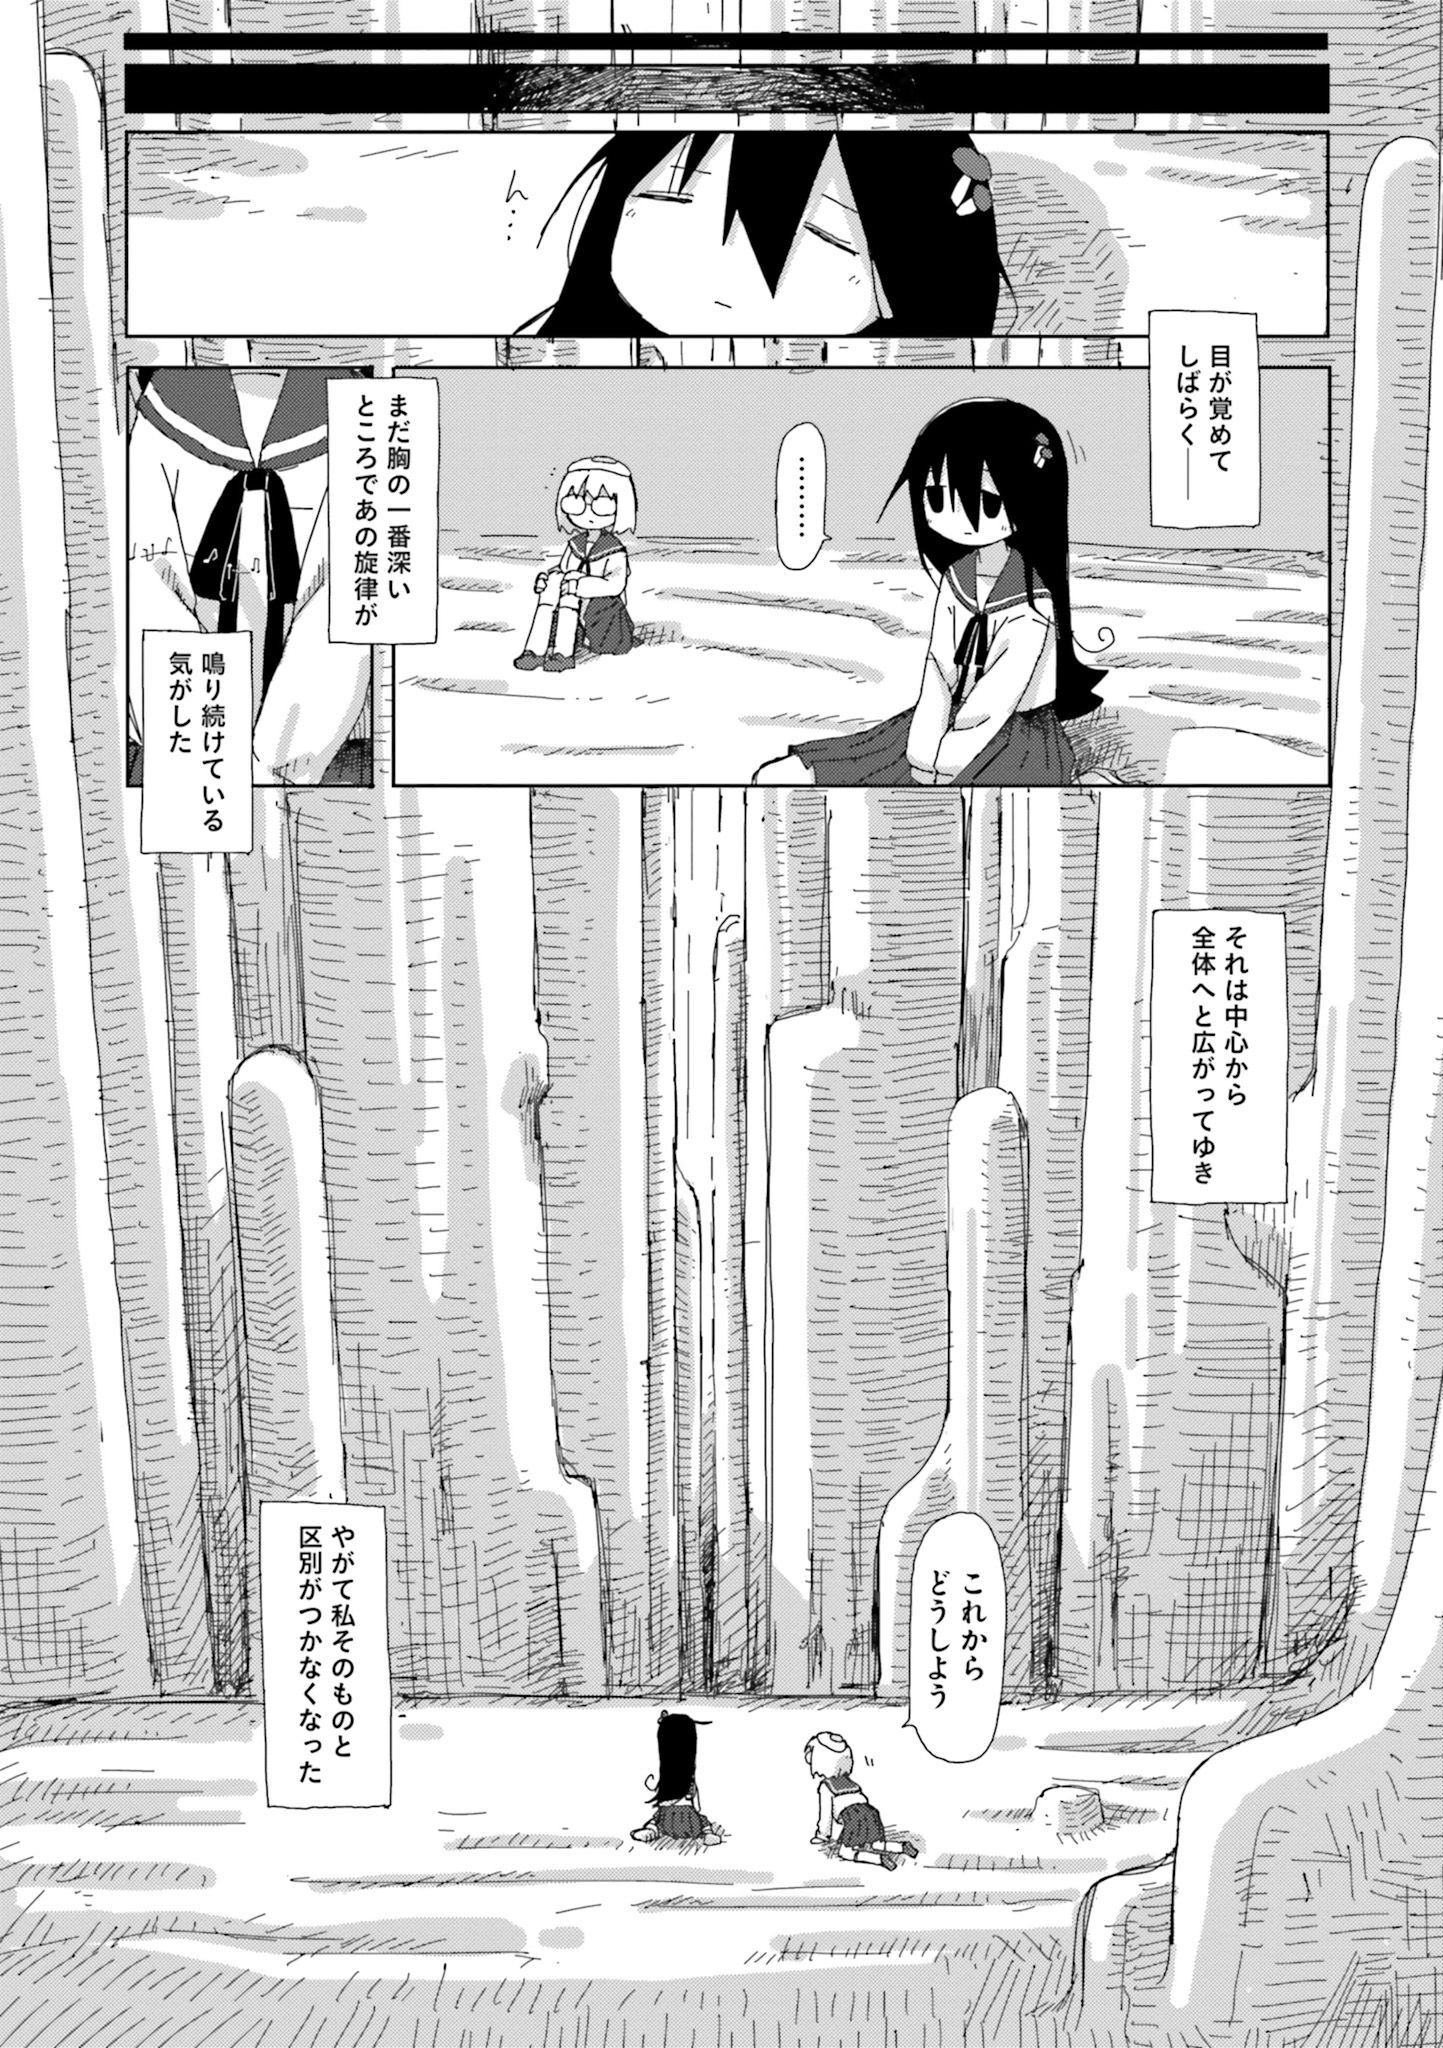 ん…
目が覚めて
しばらく――
………
まだ胸の一番深い
ところであの旋律が
鳴り続けている
気がした
それは中心から
全体へと広がってゆき
これから
どうしよう
やがて私そのものと
区別がつかなくなった